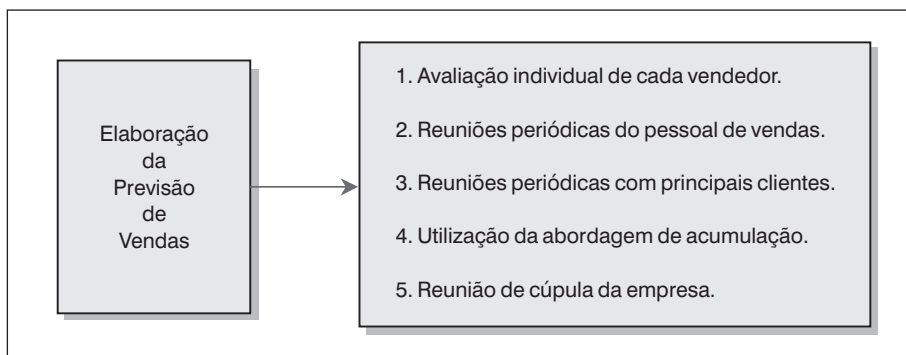 Elaboração
da
Previsão
de
Vendas
1. Avaliação individual de cada vendedor.
2. Reuniões periódicas do pessoal de vendas.
3. Reuniões periódicas com principais clientes.
4. Utilização da abordagem de acumulação.
5. Reunião de cúpula da empresa.